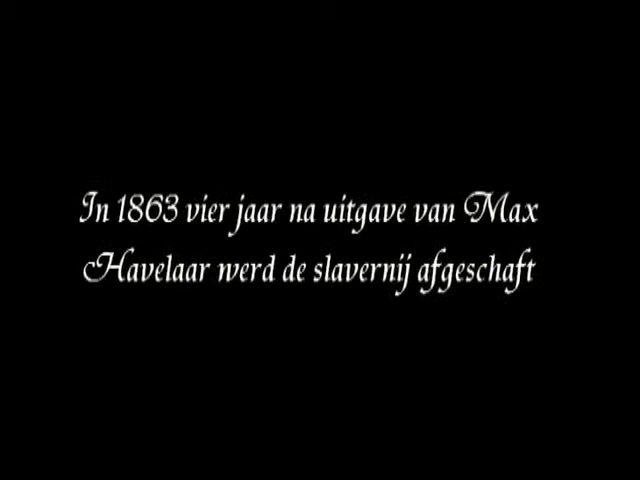 In 1863 vier jaar na uitgave van Max
Havelaar werd de slavernij afgeschaft